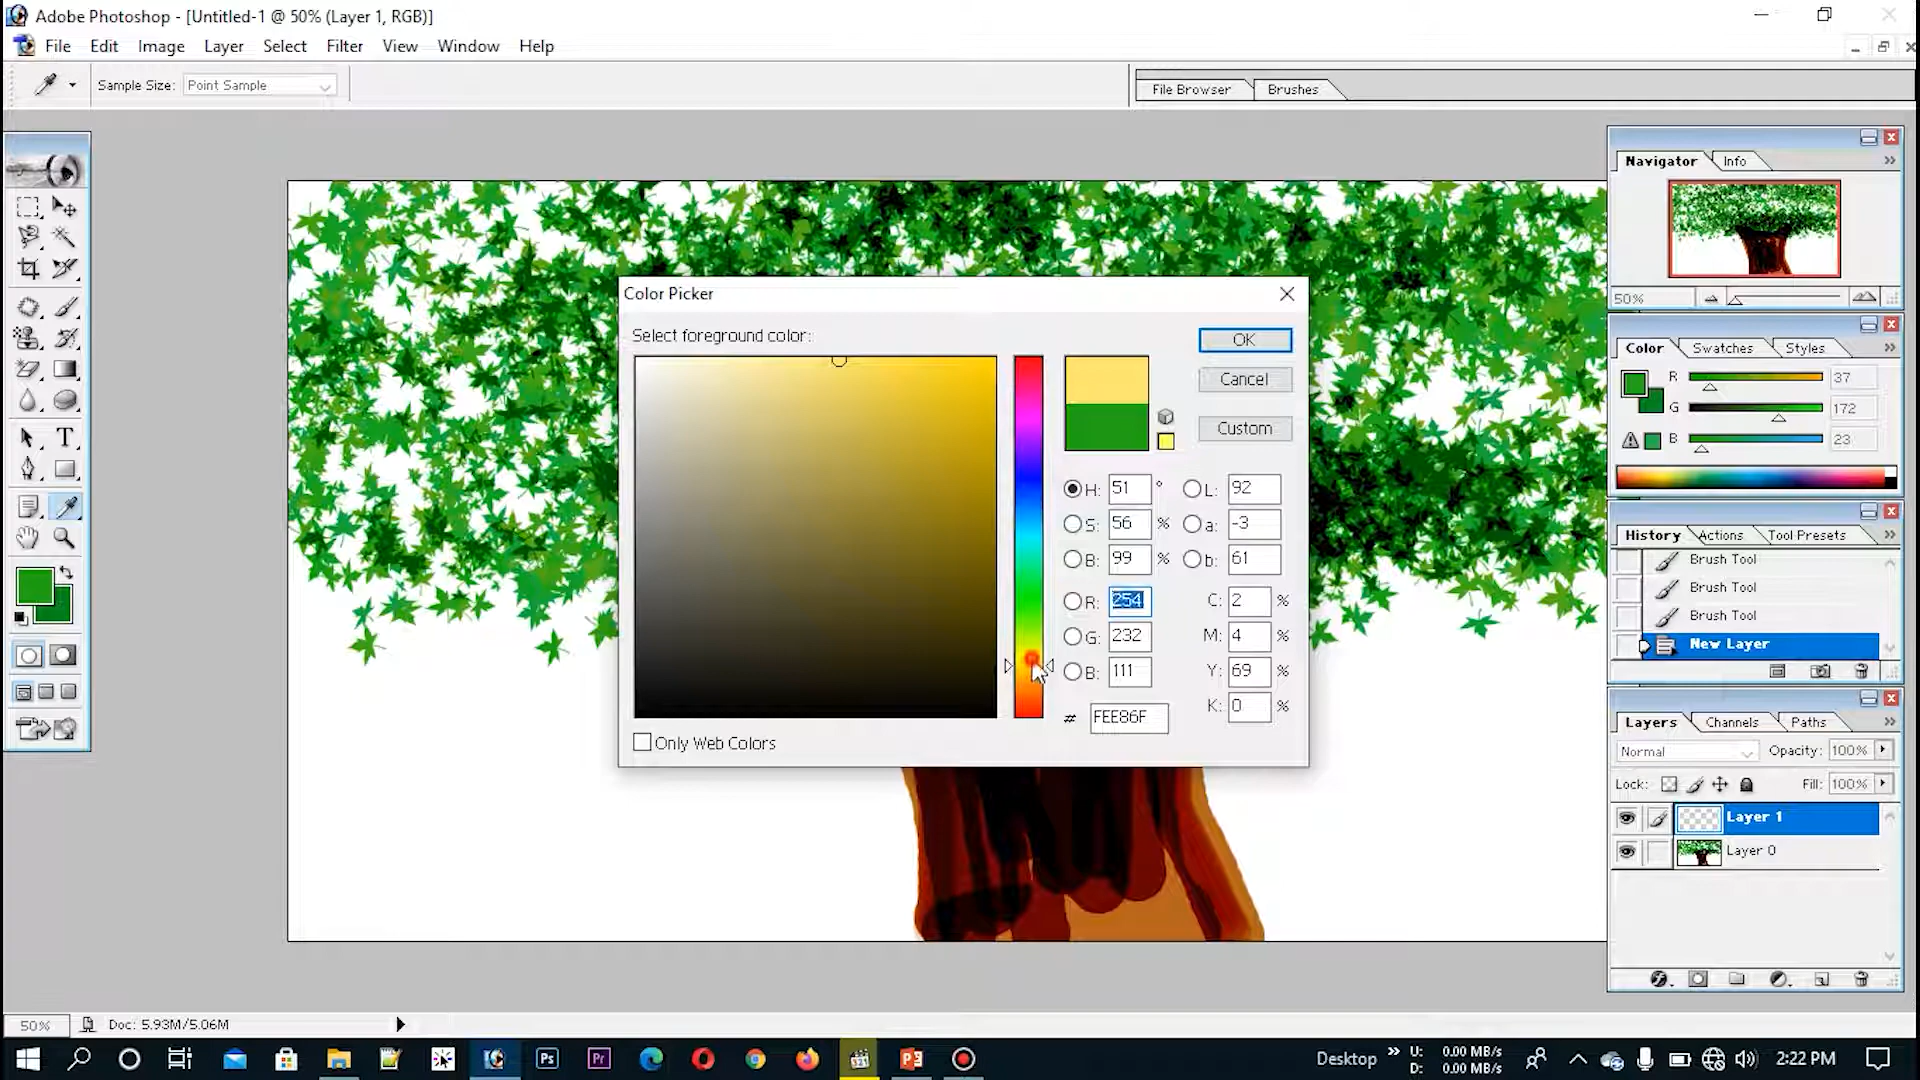 Adobe Photoshop - [Untitled-1 @ 50% (Layer 1, RGB)]
File Edit Image Layer Select Filter View Window Help
Sample Size: Point Sample
File Browser Brushes
Navigator Info
50%
Color Swatches Styles
R 37
G 172
B 23
History Actions Tool Presets
Brush Tool
Brush Tool
Brush Tool
New Layer
Layers Channels Paths
Normal Opacity: 100%
Lock: Fill: 100%
Layer 1
Layer 0
Color Picker
Select foreground color:
OK
Cancel
Custom
H: 51 ° L: 92
S: 56 % a: -3
B: 99 % b: 61
R: 254 C: 2 %
G: 232 M: 4 %
B: 111 Y: 69 %
# FEE86F K: 0 %
Only Web Colors
50% Doc: 5.93M/5.06M
Ps Pr 321 Desktop » U: 0.00 MB/s
D: 0.00 MB/s
2:22 PM